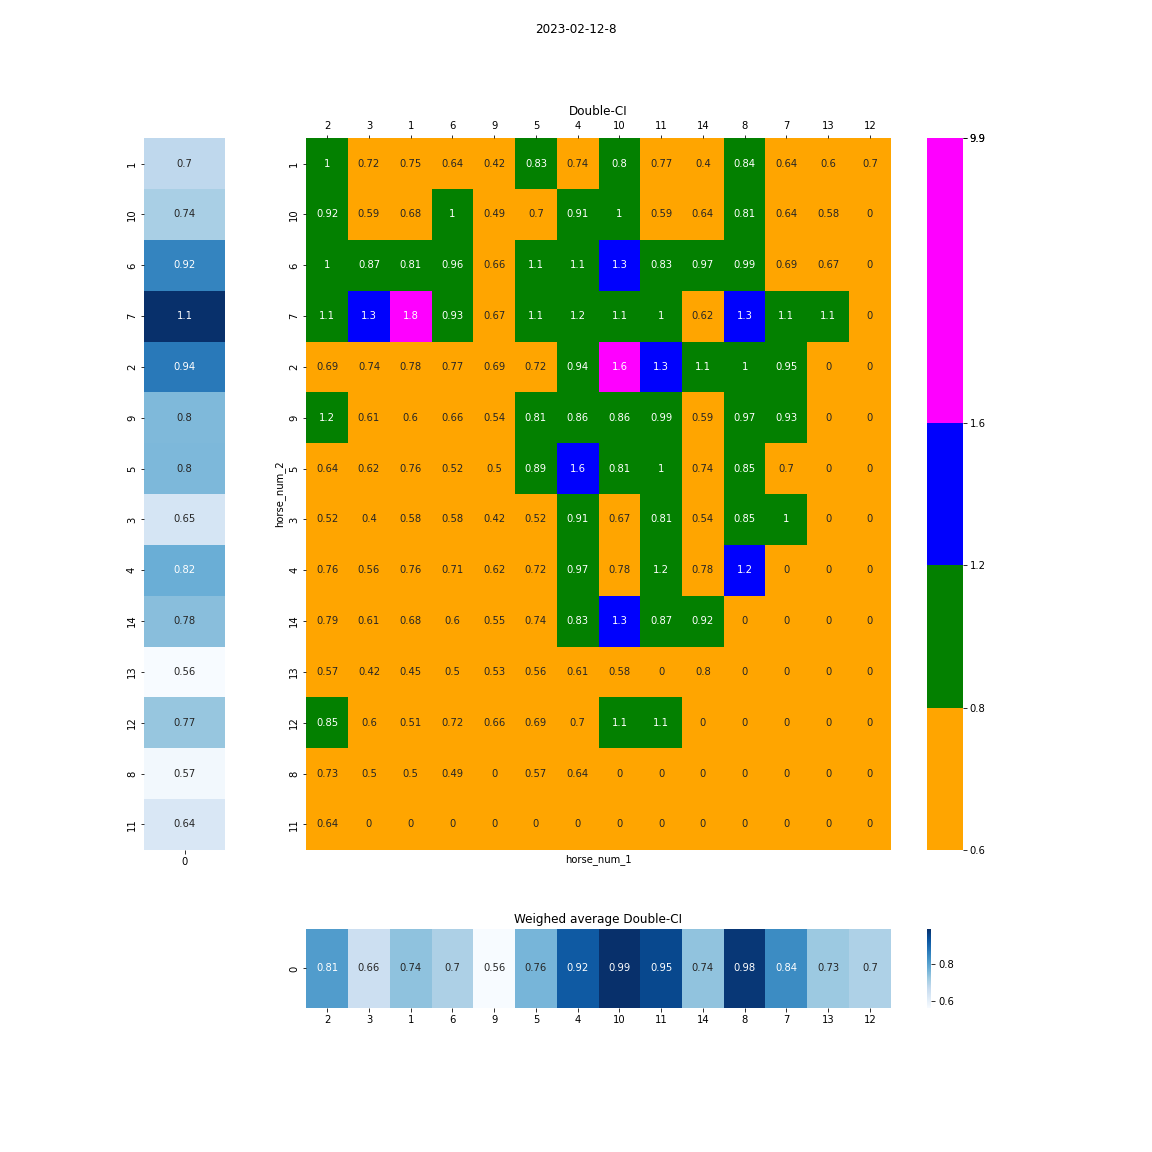 2023-02-12-8
Double-CI
2 3 1 6 9 5 4 10 11 14 8 7 13 12
1 0.7 1 1 0.72 0.75 0.64 0.42 0.83 0.74 0.8 0.77 0.4 0.84 0.64 0.6 0.7
10 0.74 10 0.92 0.59 0.68 1 0.49 0.7 0.91 1 0.59 0.64 0.81 0.64 0.58 0
6 0.92 6 1 0.87 0.81 0.96 0.66 1.1 1.1 1.3 0.83 0.97 0.99 0.69 0.67 0
7 1.1 7 1.1 1.3 1.8 0.93 0.67 1.1 1.2 1.1 1 0.62 1.3 1.1 1.1 0
2 0.94 2 0.69 0.74 0.78 0.77 0.69 0.72 0.94 1.6 1.3 1.1 1 0.95 0 0
9 0.8 9 1.2 0.61 0.6 0.66 0.54 0.81 0.86 0.86 0.99 0.59 0.97 0.93 0 0
5 0.8 5 0.64 0.62 0.76 0.52 0.5 0.89 1.6 0.81 1 0.74 0.85 0.7 0 0
3 0.65 3 0.52 0.4 0.58 0.58 0.42 0.52 0.91 0.67 0.81 0.54 0.85 1 0 0
4 0.82 4 0.76 0.56 0.76 0.71 0.62 0.72 0.97 0.78 1.2 0.78 1.2 0 0 0
14 0.78 14 0.79 0.61 0.68 0.6 0.55 0.74 0.83 1.3 0.87 0.92 0 0 0 0
13 0.56 13 0.57 0.42 0.45 0.5 0.53 0.56 0.61 0.58 0 0.8 0 0 0 0
12 0.77 12 0.85 0.6 0.51 0.72 0.66 0.69 0.7 1.1 1.1 0 0 0 0 0
8 0.57 8 0.73 0.5 0.5 0.49 0 0.57 0.64 0 0 0 0 0 0 0
11 0.64 11 0.64 0 0 0 0 0 0 0 0 0 0 0 0 0
0
horse_num_2
horse_num_1
9.9
1.6
1.2
0.8
0.6
Weighed average Double-CI
0 0.81 0.66 0.74 0.7 0.56 0.76 0.92 0.99 0.95 0.74 0.98 0.84 0.73 0.7
2 3 1 6 9 5 4 10 11 14 8 7 13 12
0.8
0.6